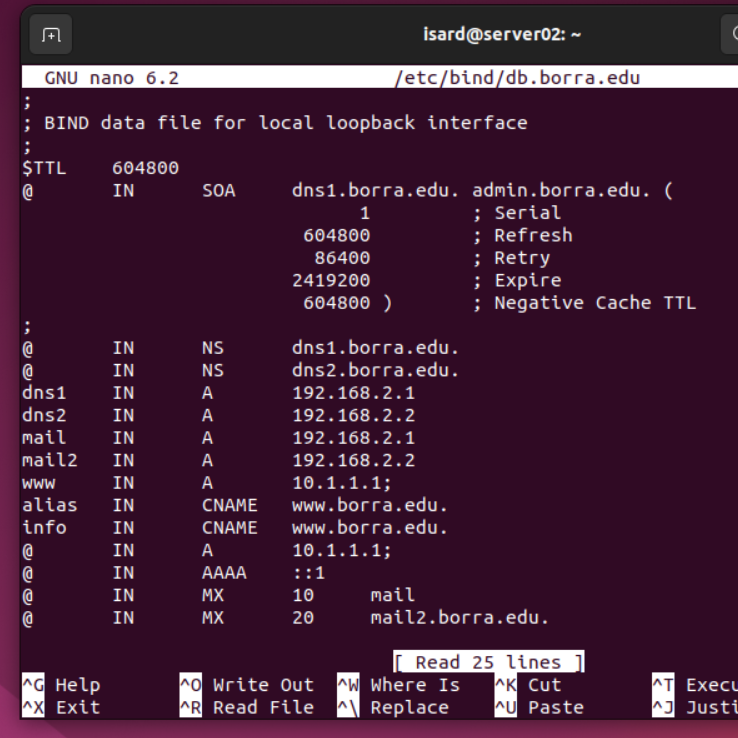 isard@server02: ~
GNU nano 6.2 /etc/bind/db.borra.edu
;
; BIND data file for local loopback interface
;
$TTL 604800
@ IN SOA dns1.borra.edu. admin.borra.edu. (
1 ; Serial
604800 ; Refresh
86400 ; Retry
2419200 ; Expire
604800 ) ; Negative Cache TTL
;
@ IN NS dns1.borra.edu.
@ IN NS dns2.borra.edu.
dns1 IN A 192.168.2.1
dns2 IN A 192.168.2.2
mail IN A 192.168.2.1
mail2 IN A 192.168.2.2
www IN A 10.1.1.1;
alias IN CNAME www.borra.edu.
info IN CNAME www.borra.edu.
@ IN A 10.1.1.1;
@ IN AAAA ::1
@ IN MX 10 mail
@ IN MX 20 mail2.borra.edu.
[ Read 25 lines ]
^G Help ^O Write Out ^W Where Is ^K Cut ^T Execu
^X Exit ^R Read File ^\ Replace ^U Paste ^J Justi